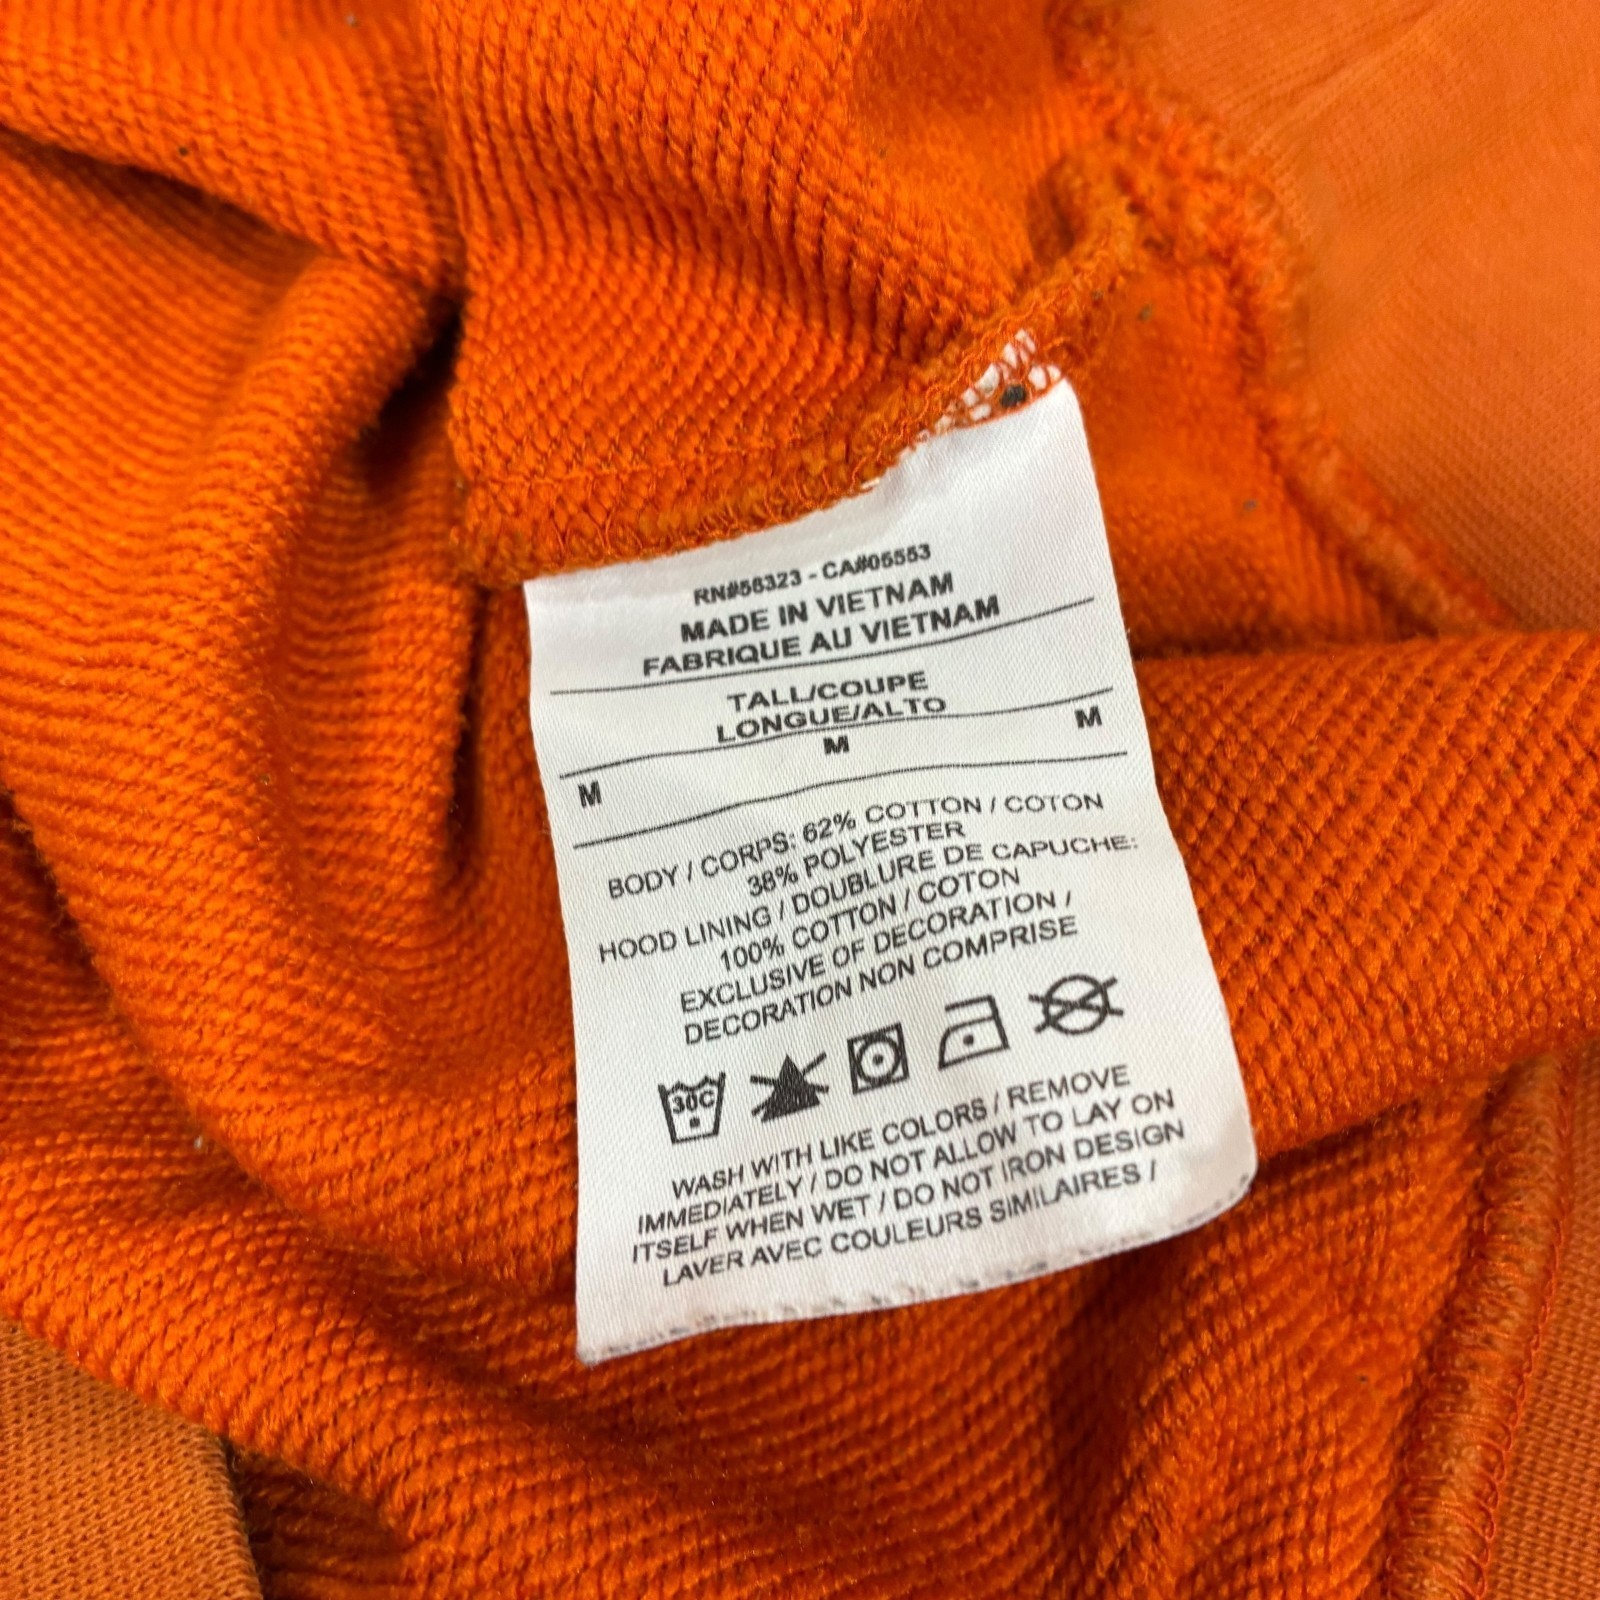 RN#56323 - CA#05553
MADE IN VIETNAM
FABRIQUE AU VIETNAM
TALL/COUPE
LONGUE/ALTO
M M M
BODY / CORPS: 62% COTTON / COTON
38% POLYESTER
HOOD LINING / DOUBLURE DE CAPUCHE:
100% COTTON / COTON
EXCLUSIVE OF DECORATION /
DECORATION NON COMPRISE
30C
WASH WITH LIKE COLORS / REMOVE
IMMEDIATELY / DO NOT ALLOW TO LAY ON
ITSELF WHEN WET / DO NOT IRON DESIGN
LAVER AVEC COULEURS SIMILAIRES /